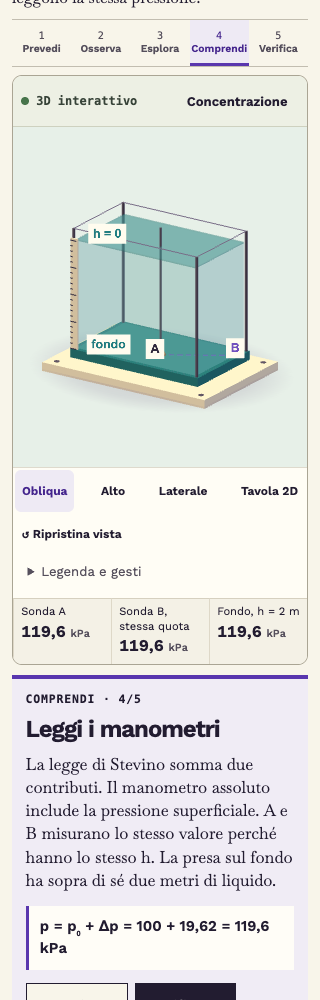 leggono la stessa pressione.
1 2 3 4 5
Prevedi Osserva Esplora Comprendi Verifica
3D interattivo Concentrazione
h = 0
fondo A B
Obliqua Alto Laterale Tavola 2D
↺ Ripristina vista
▶ Legenda e gesti
Sonda A
119,6 kPa
Sonda B,
stessa quota
119,6 kPa
Fondo, h = 2 m
119,6 kPa
COMPRENDI · 4/5
Leggi i manometri
La legge di Stevino somma due
contributi. Il manometro assoluto
include la pressione superficiale. A e
B misurano lo stesso valore perché
hanno lo stesso h. La presa sul fondo
ha sopra di sé due metri di liquido.
p = p₀ + Δp = 100 + 19,62 = 119,6
kPa